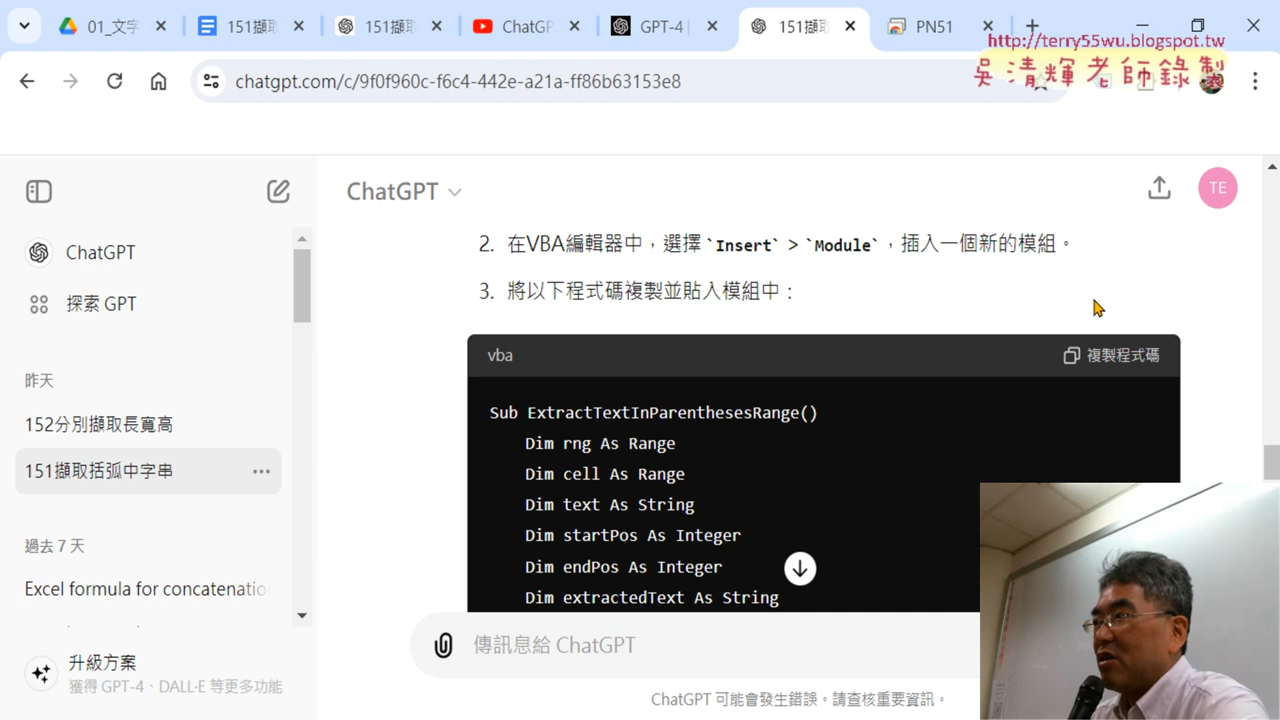 01_文字
151擷取
151擷取
ChatGP
GPT-4 |
151擷取
PN51
http://terry55wu.blogspot.tw
吳清輝老師錄製
chatgpt.com/c/9f0f960c-f6c4-442e-a21a-ff86b63153e8
ChatGPT
TE
ChatGPT
探索 GPT
昨天
152分別擷取長寬高
151擷取括弧中字串
過去 7 天
Excel formula for concatenatio
升級方案
獲得 GPT-4、DALL·E 等更多功能
2. 在VBA編輯器中，選擇 `Insert` > `Module`，插入一個新的模組。
3. 將以下程式碼複製並貼入模組中：
vba
複製程式碼
Sub ExtractTextInParenthesesRange()
Dim rng As Range
Dim cell As Range
Dim text As String
Dim startPos As Integer
Dim endPos As Integer
Dim extractedText As String
傳訊息給 ChatGPT
ChatGPT 可能會發生錯誤。請查核重要資訊。